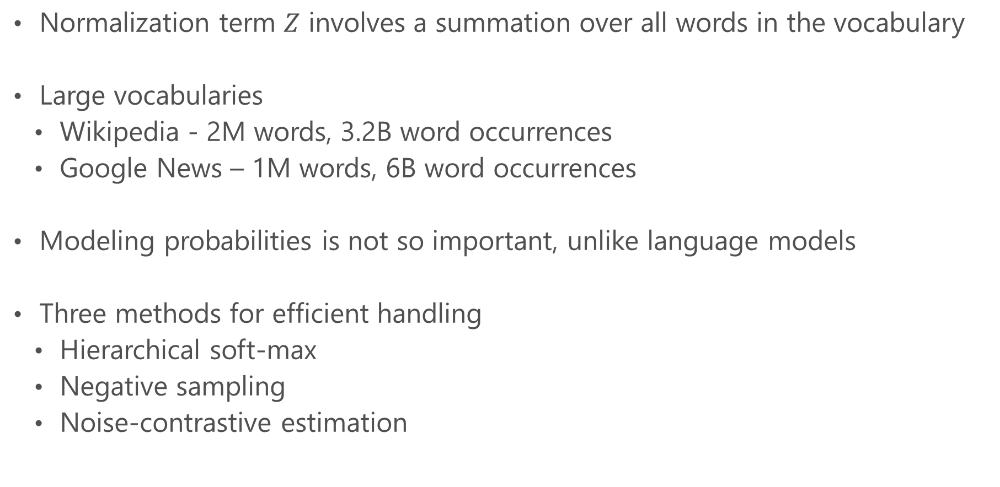 • Normalization term Z involves a summation over all words in the vocabulary
• Large vocabularies
• Wikipedia - 2M words, 3.2B word occurrences
• Google News – 1M words, 6B word occurrences
• Modeling probabilities is not so important, unlike language models
• Three methods for efficient handling
• Hierarchical soft-max
• Negative sampling
• Noise-contrastive estimation